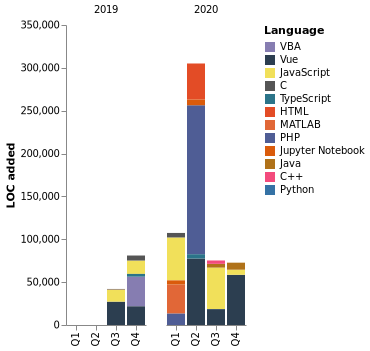 2019
2020
350,000
300,000
250,000
200,000
150,000
100,000
50,000
0
LOC added
Q1
Q2
Q3
Q4
Q1
Q2
Q3
Q4
Language
VBA
Vue
JavaScript
C
TypeScript
HTML
MATLAB
PHP
Jupyter Notebook
Java
C++
Python